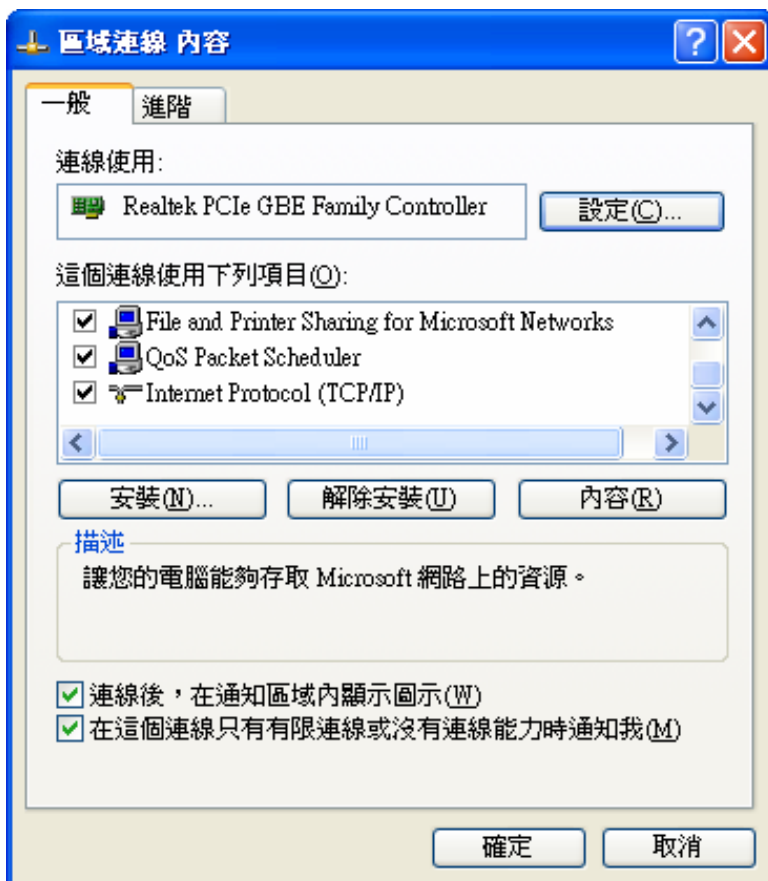 區域連線 內容
一般 進階
連線使用:
Realtek PCIe GBE Family Controller 設定(C)...
這個連線使用下列項目(O):
File and Printer Sharing for Microsoft Networks
QoS Packet Scheduler
Internet Protocol (TCP/IP)
安裝(N)... 解除安裝(U) 內容(R)
描述
讓您的電腦能夠存取 Microsoft 網路上的資源。
連線後，在通知區域內顯示圖示(W)
在這個連線只有有限連線或沒有連線能力時通知我(M)
確定 取消